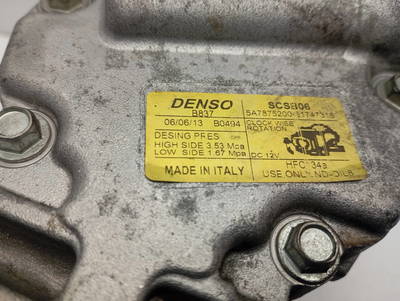 DENSO
B837
06/06/13 B0494
DESING PRES
HIGH SIDE 3.53 Mpa
LOW SIDE 1.67 Mpa
MADE IN ITALY
SCSB06
5A7875200
CLOCK WISE
ROTATION
DC 12V
HFC 34a
USE ONLY ND-OIL8